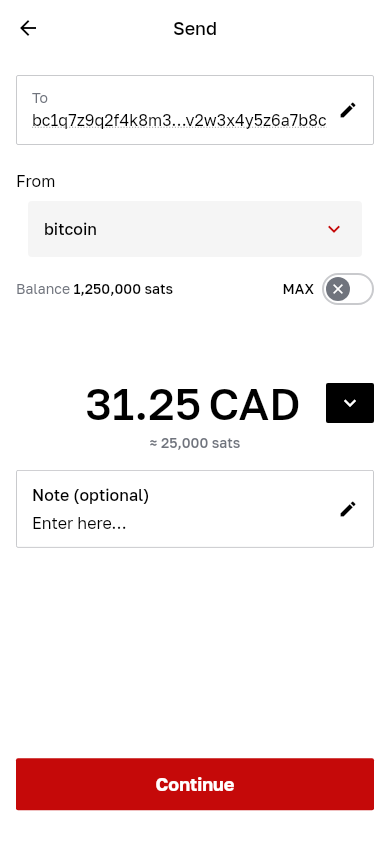 Send
To
bc1q7z9q2f4k8m3...v2w3x4y5z6a7b8c
From
bitcoin
Balance 1,250,000 sats MAX
31.25 CAD
≈ 25,000 sats
Note (optional)
Enter here...
Continue